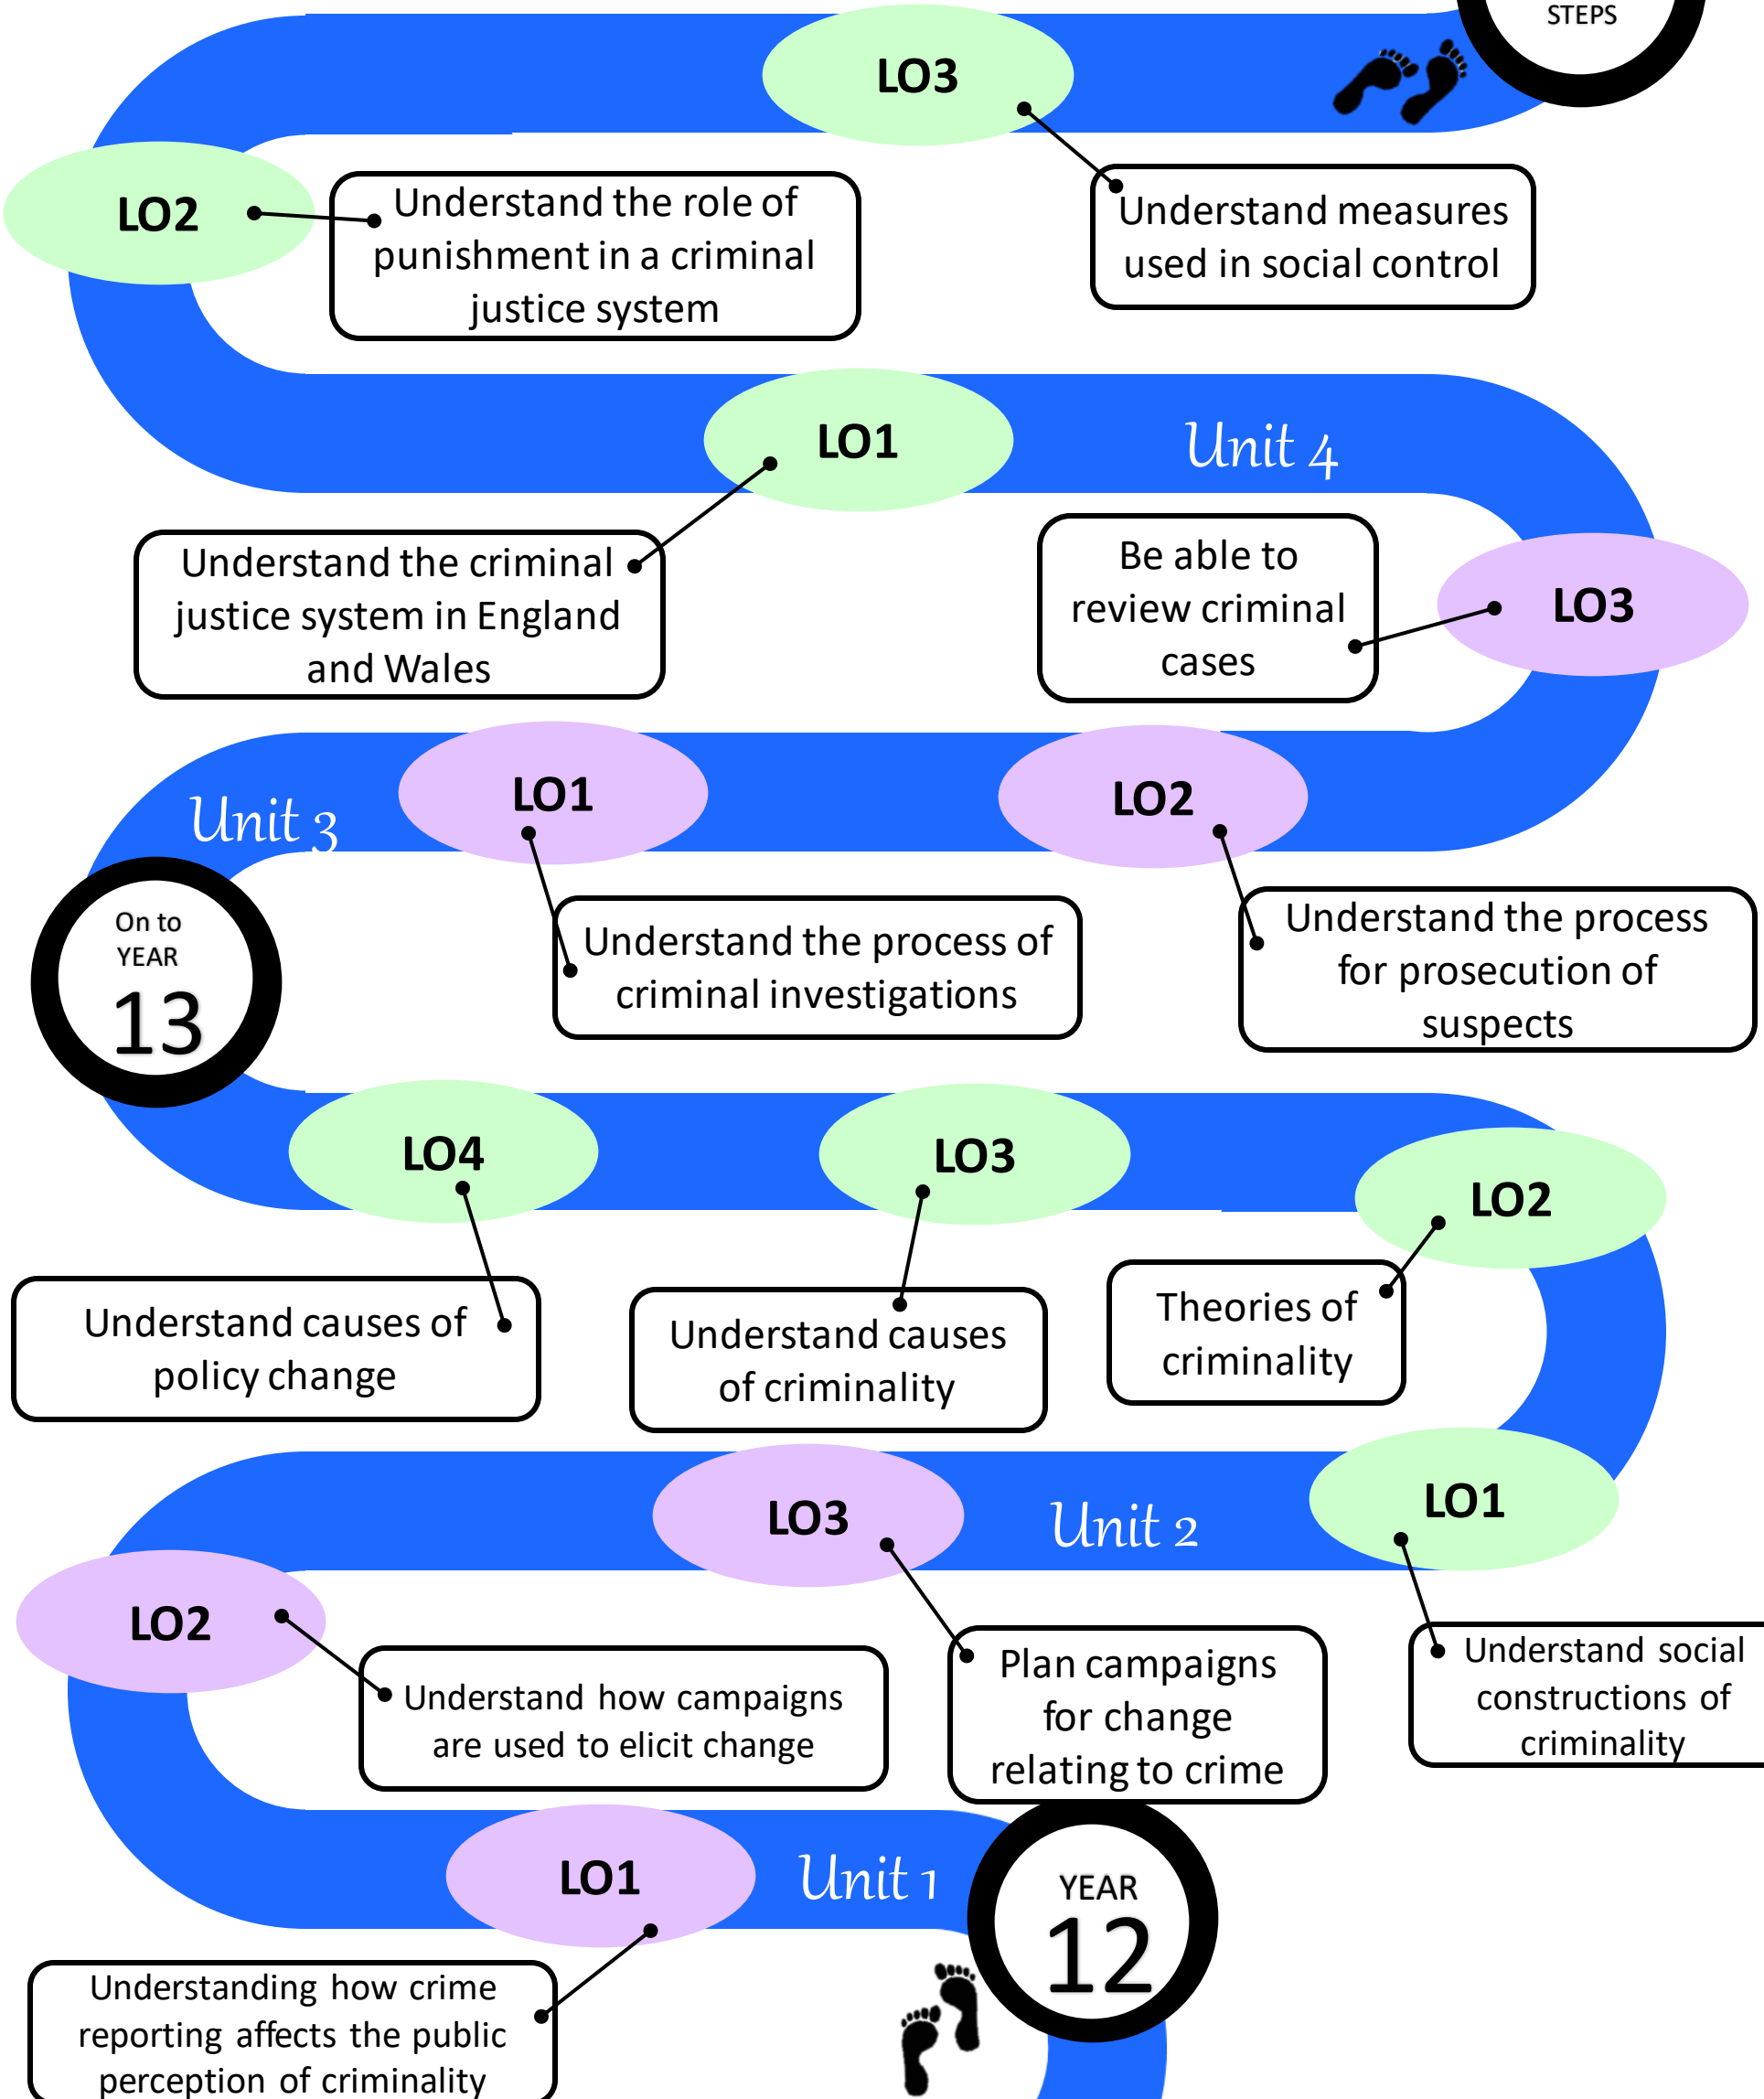 STEPS
LO3
LO2
Understand the role of
punishment in a criminal
justice system
Understand measures
used in social control
LO1
Unit 4
Understand the criminal
justice system in England
and Wales
Be able to
review criminal
cases
LO3
Unit 3
LO1
LO2
On to
YEAR
13
Understand the process of
criminal investigations
Understand the process
for prosecution of
suspects
LO4
LO3
LO2
Understand causes of
policy change
Understand causes
of criminality
Theories of
criminality
LO3
Unit 2
LO1
LO2
Understand how campaigns
are used to elicit change
Plan campaigns
for change
relating to crime
Understand social
constructions of
criminality
LO1
Unit 1
YEAR
12
Understanding how crime
reporting affects the public
perception of criminality